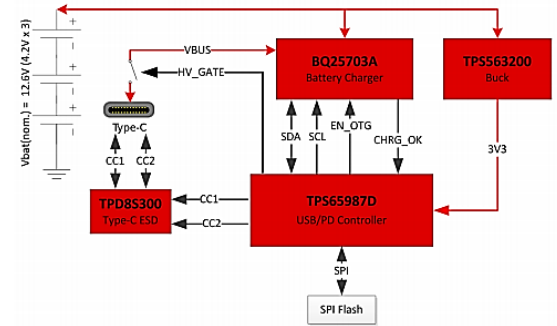 Vbat(nom.) = 12.6V (4.2V x 3)
+
-
+
-
+
-
VBUS
HV_GATE
BQ25703A
Battery Charger
TPS563200
Buck
Type-C
CC1
CC2
SDA
SCL
EN_OTG
CHRG_OK
3V3
TPD8S300
Type-C ESD
CC1
CC2
TPS65987D
USB/PD Controller
SPI
SPI Flash